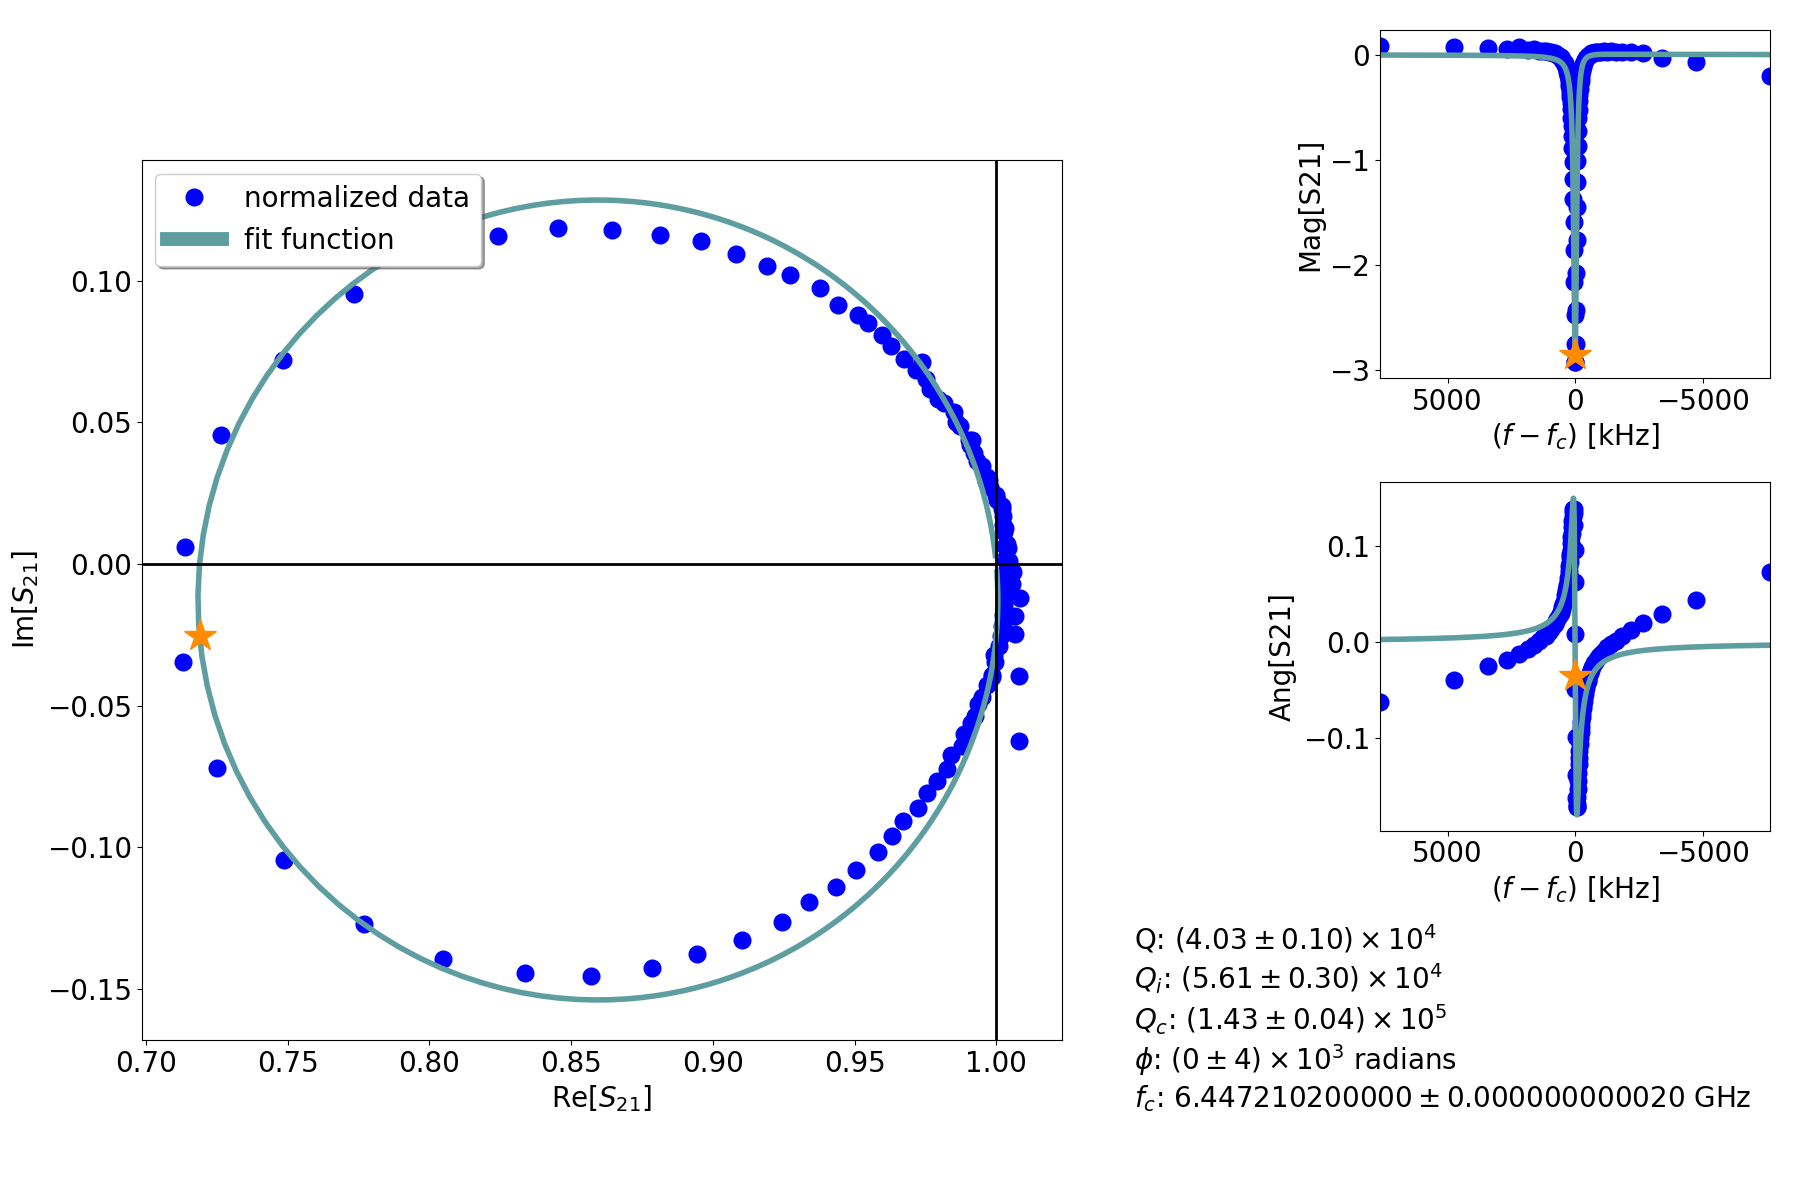 normalized data
fit function
0.10
0.05
0.00
−0.05
−0.10
−0.15
Im[S21]
0.70 0.75 0.80 0.85 0.90 0.95 1.00
Re[S21]
0
−1
−2
−3
Mag[S21]
5000 0 −5000
(f − fc) [kHz]
0.1
0.0
−0.1
Ang[S21]
5000 0 −5000
(f − fc) [kHz]
Q: (4.03 ± 0.10) × 10^4
Qi: (5.61 ± 0.30) × 10^4
Qc: (1.43 ± 0.04) × 10^5
ϕ: (0 ± 4) × 10^3 radians
fc: 6.447210200000 ± 0.000000000020 GHz